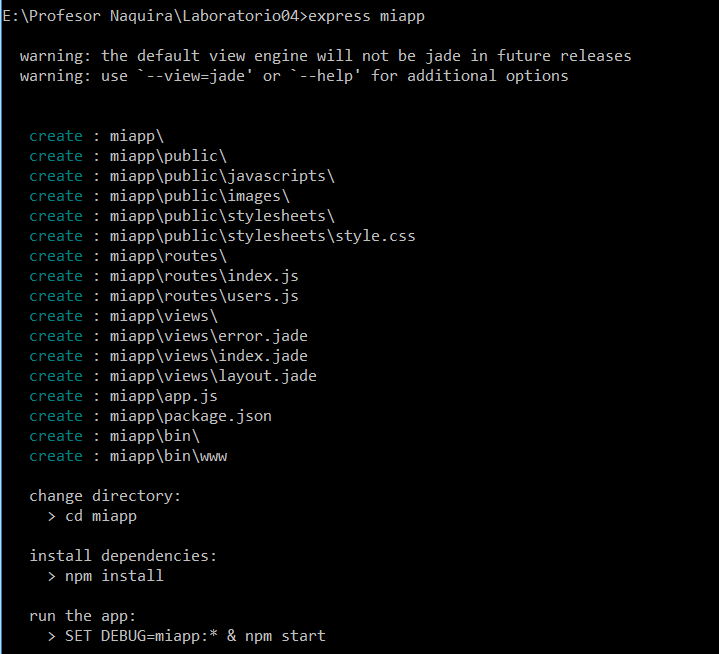 E:\Profesor Naquira\Laboratorio04>express miapp
warning: the default view engine will not be jade in future releases
warning: use `--view=jade' or `--help' for additional options
create : miapp\
create : miapp\public\
create : miapp\public\javascripts\
create : miapp\public\images\
create : miapp\public\stylesheets\
create : miapp\public\stylesheets\style.css
create : miapp\routes\
create : miapp\routes\index.js
create : miapp\routes\users.js
create : miapp\views\
create : miapp\views\error.jade
create : miapp\views\index.jade
create : miapp\views\layout.jade
create : miapp\app.js
create : miapp\package.json
create : miapp\bin\
create : miapp\bin\www
change directory:
> cd miapp
install dependencies:
> npm install
run the app:
> SET DEBUG=miapp:* & npm start